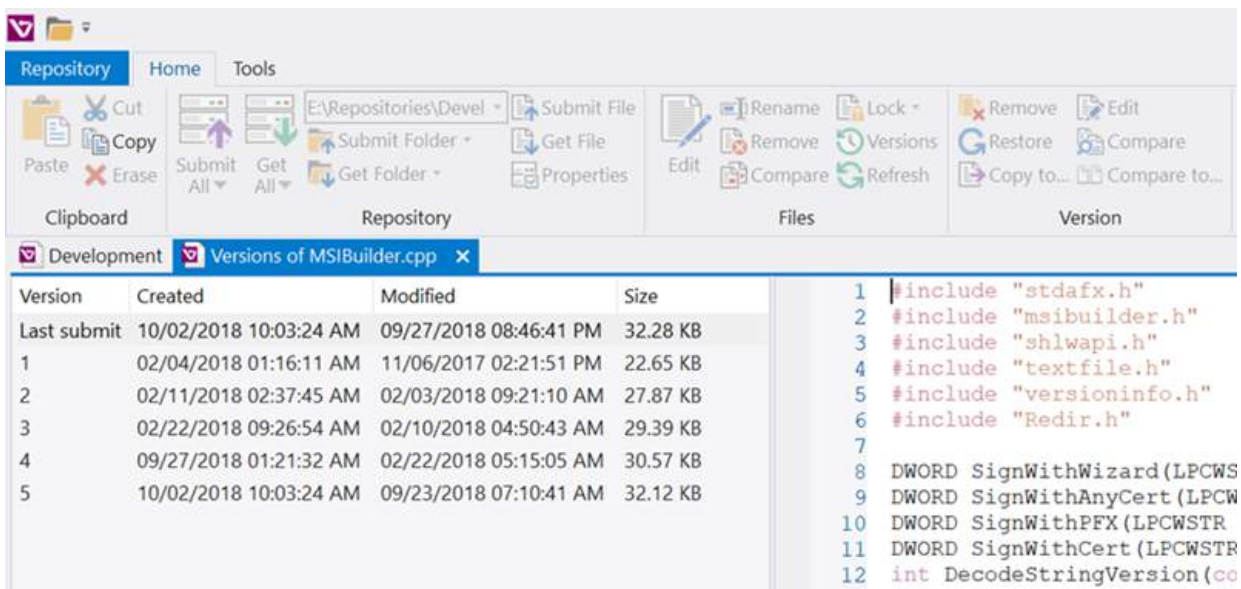 Repository Home Tools
Cut
Copy
Paste
Erase
Submit All
Get All
E:\Repositories\Devel
Submit Folder
Get Folder
Submit File
Get File
Properties
Clipboard
Repository
Edit
Rename
Remove
Compare
Lock
Versions
Refresh
Files
Remove
Restore
Copy to...
Edit
Compare
Compare to...
Version
Development Versions of MSIBuilder.cpp
Version Created Modified Size
Last submit 10/02/2018 10:03:24 AM 09/27/2018 08:46:41 PM 32.28 KB
1 02/04/2018 01:16:11 AM 11/06/2017 02:21:51 PM 22.65 KB
2 02/11/2018 02:37:45 AM 02/03/2018 09:21:10 AM 27.87 KB
3 02/22/2018 09:26:54 AM 02/10/2018 04:50:43 AM 29.39 KB
4 09/27/2018 01:21:32 AM 02/22/2018 05:15:05 AM 30.57 KB
5 10/02/2018 10:03:24 AM 09/23/2018 07:10:41 AM 32.12 KB
1 #include "stdafx.h"
2 #include "msibuilder.h"
3 #include "shlwapi.h"
4 #include "textfile.h"
5 #include "versioninfo.h"
6 #include "Redir.h"
7
8 DWORD SignWithWizard(LPCWS
9 DWORD SignWithAnyCert(LPCW
10 DWORD SignWithPFX(LPCWSTR
11 DWORD SignWithCert(LPCWSTR
12 int DecodeStringVersion(co